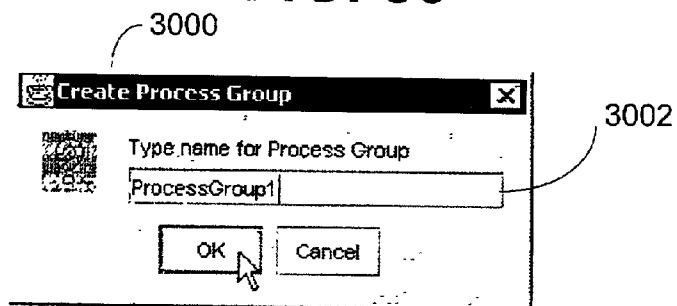 3000
Create Process Group
3002
Type name for Process Group
ProcessGroup1
OK Cancel